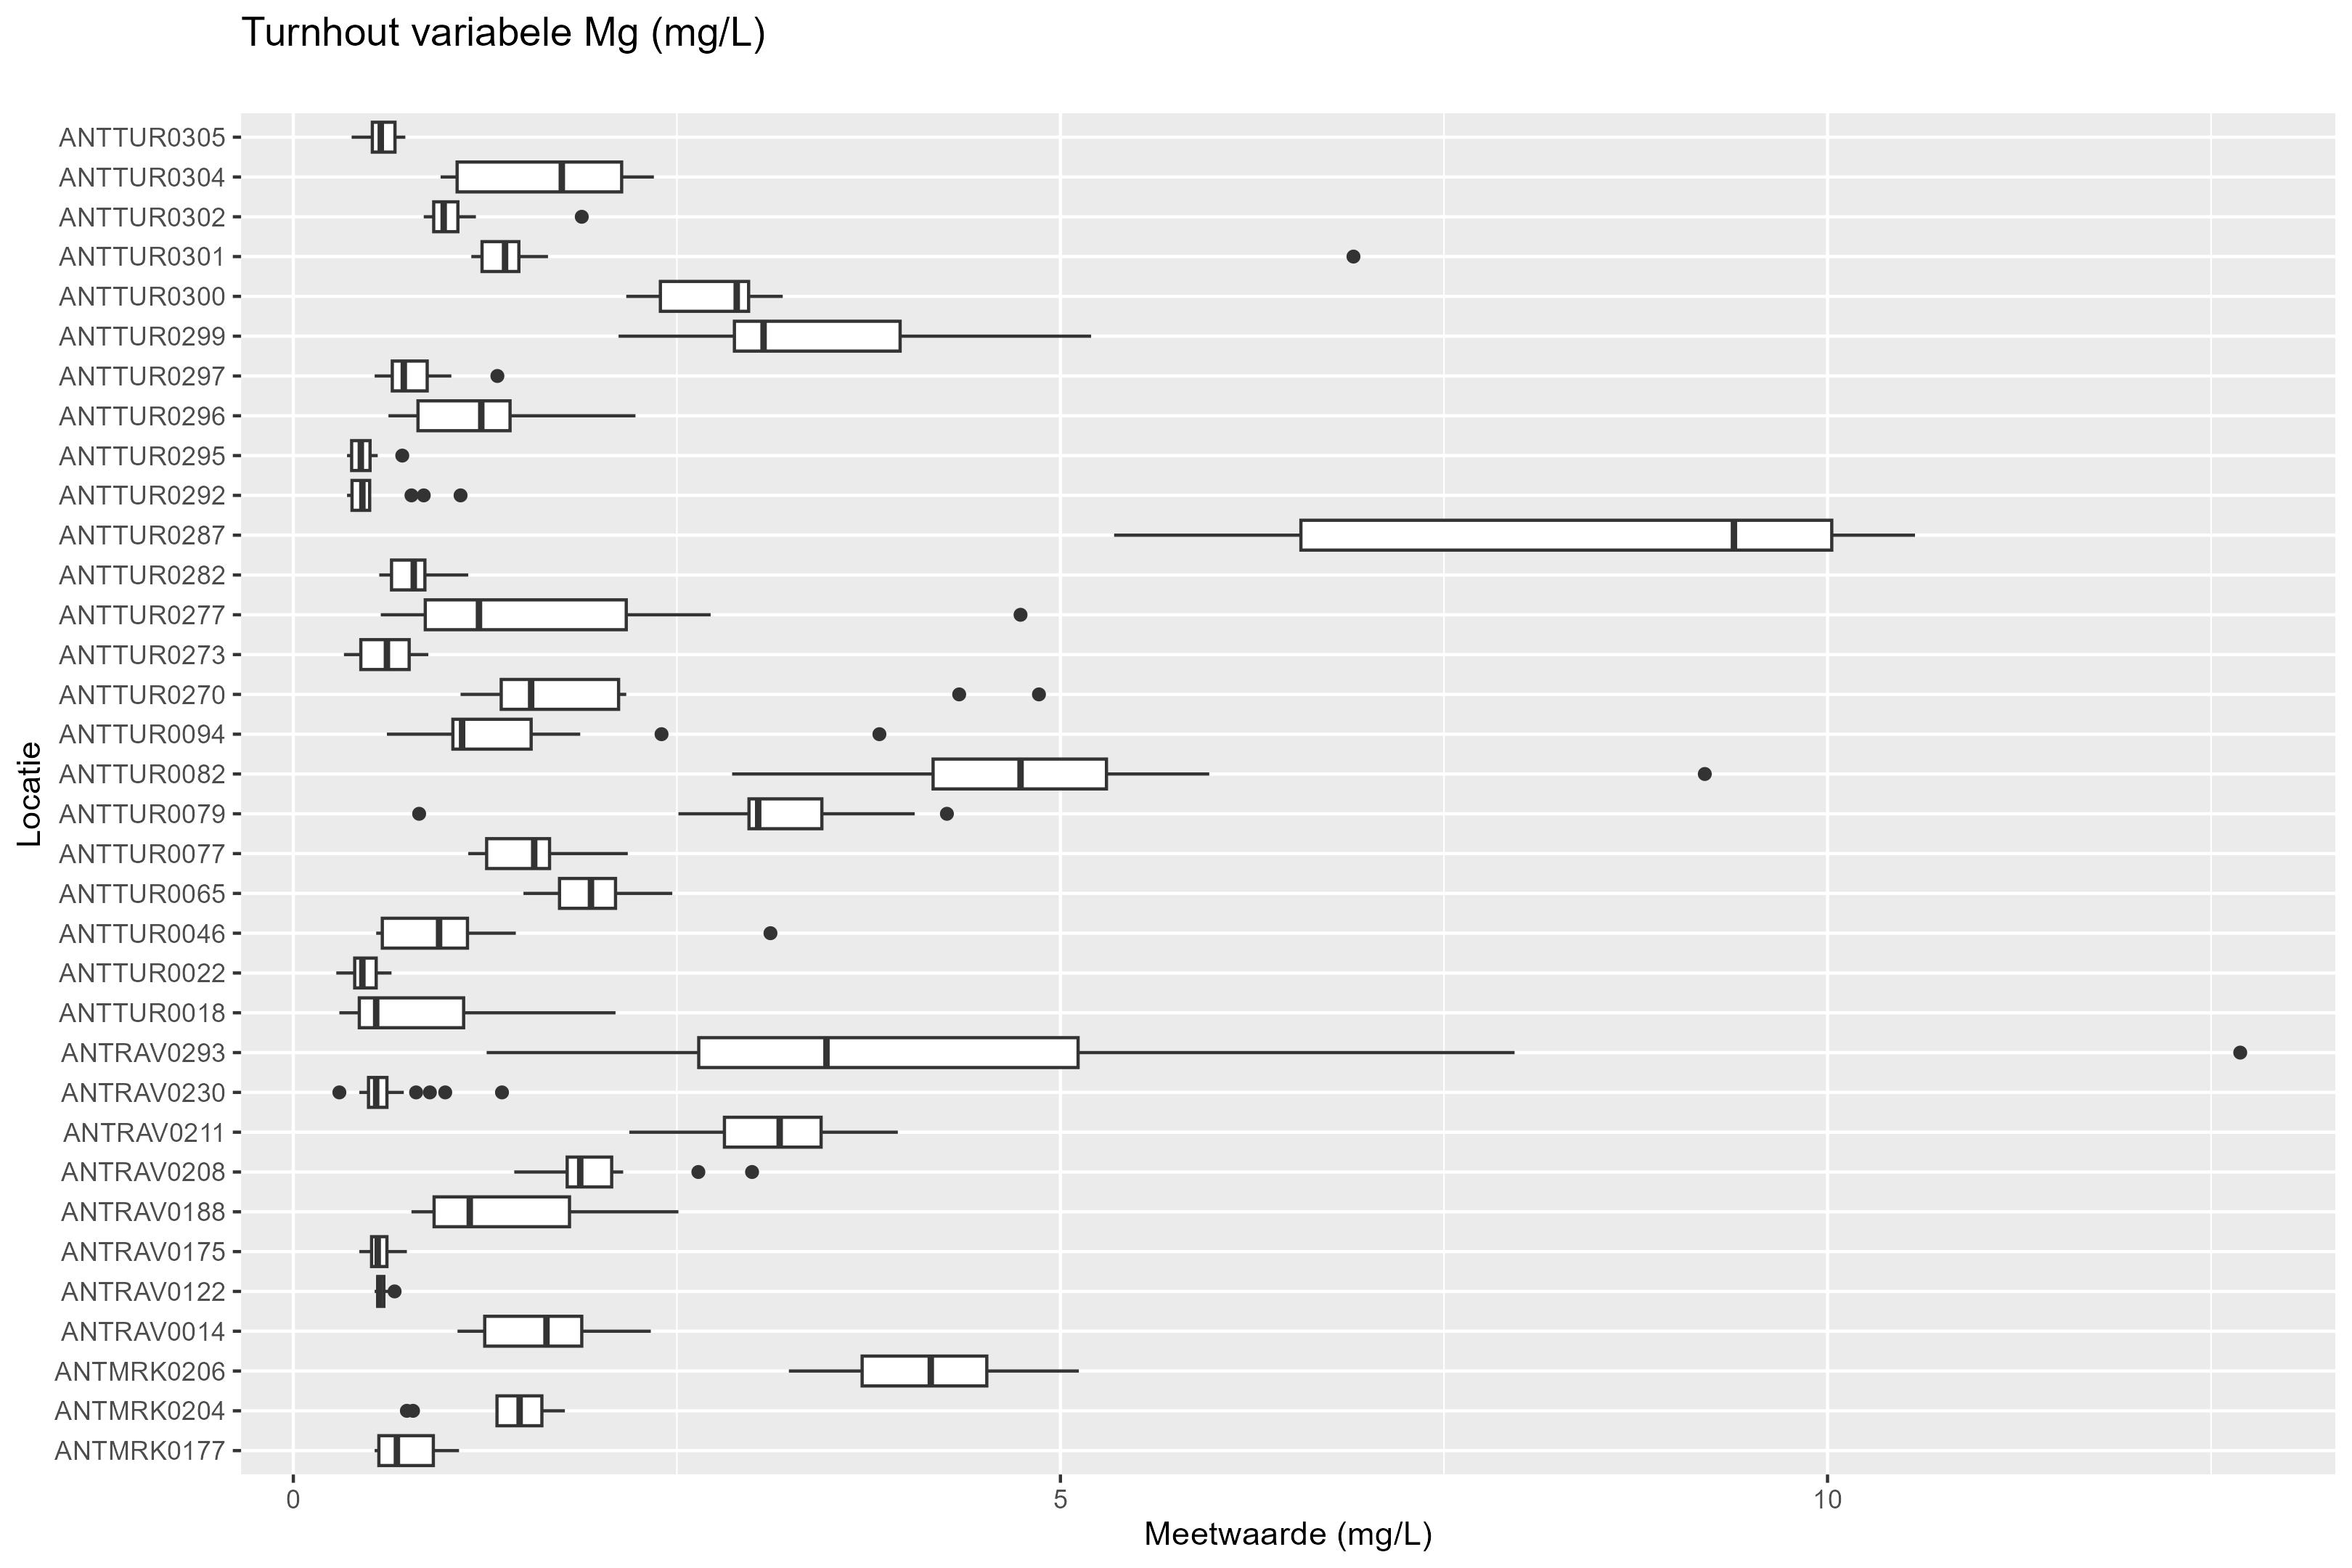 Turnhout variabele Mg (mg/L)
Locatie
ANTTUR0305
ANTTUR0304
ANTTUR0302
ANTTUR0301
ANTTUR0300
ANTTUR0299
ANTTUR0297
ANTTUR0296
ANTTUR0295
ANTTUR0292
ANTTUR0287
ANTTUR0282
ANTTUR0277
ANTTUR0273
ANTTUR0270
ANTTUR0094
ANTTUR0082
ANTTUR0079
ANTTUR0077
ANTTUR0065
ANTTUR0046
ANTTUR0022
ANTTUR0018
ANTRAV0293
ANTRAV0230
ANTRAV0211
ANTRAV0208
ANTRAV0188
ANTRAV0175
ANTRAV0122
ANTRAV0014
ANTMRK0206
ANTMRK0204
ANTMRK0177
0 5 10
Meetwaarde (mg/L)